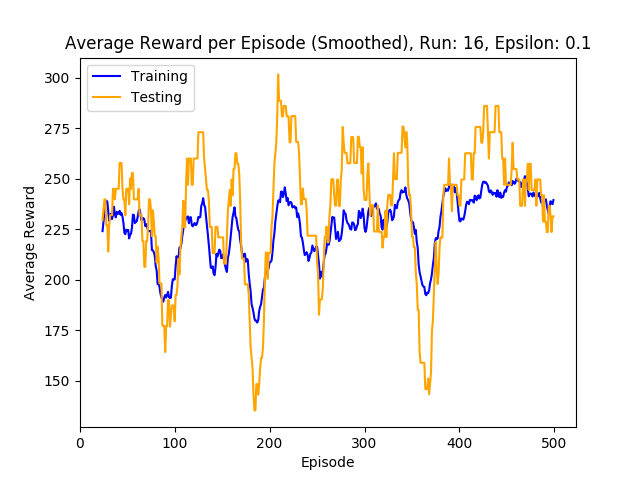 Average Reward per Episode (Smoothed), Run: 16, Epsilon: 0.1
Training
Testing
Average Reward
300
275
250
225
200
175
150
0 100 200 300 400 500
Episode